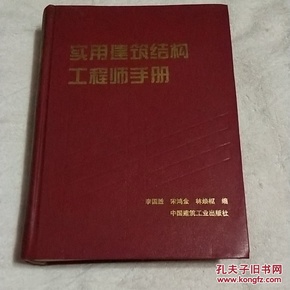 实用建筑结构
工程师手册
李国胜 宋鸿金 林焕枢 编
中国建筑工业出版社
孔夫子旧书网